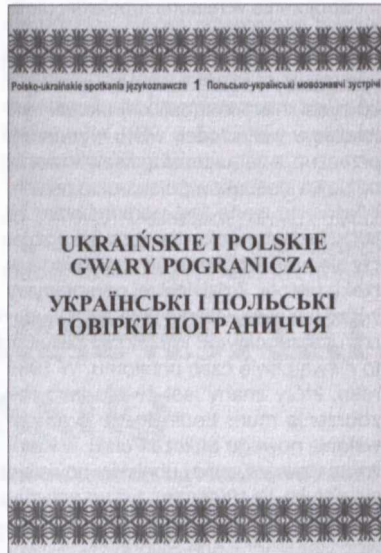 Polsko-ukraińskie spotkania językoznawcze 1 Польсько-українські мовознавчі зустрічі
UKRAIŃSKIE I POLSKIE
GWARY POGRANICZA
УКРАЇНСЬКІ І ПОЛЬСЬКІ
ГОВІРКИ ПОГРАНИЧЧЯ